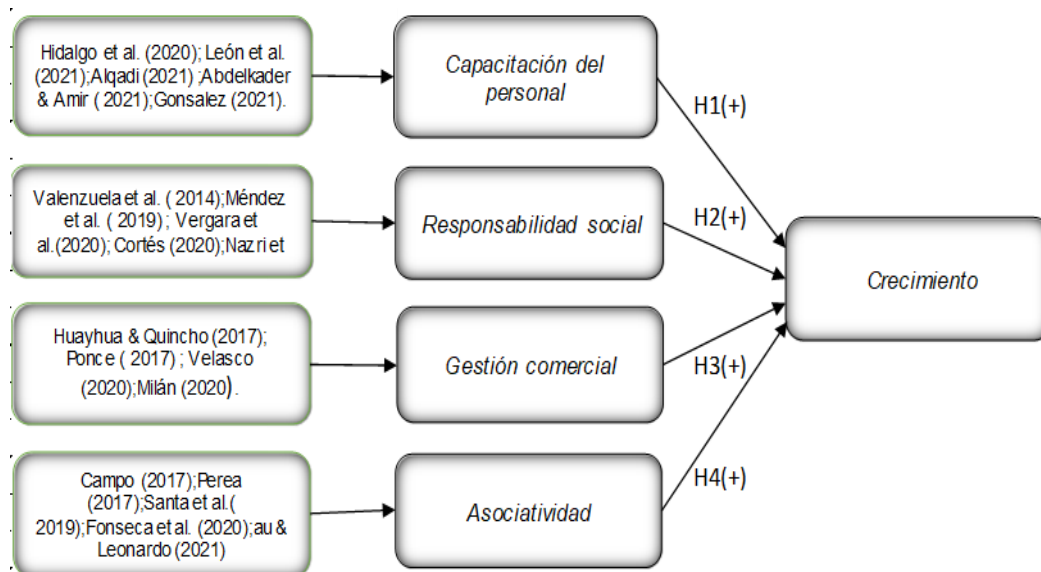 Hidalgo et al. (2020); León et al.
(2021);Alqadi (2021) ;Abdelkader
& Amir ( 2021);Gonsalez (2021).
Capacitación del
personal
H1(+)
Valenzuela et al. ( 2014);Méndez
et al. ( 2019) ; Vergara et
al.(2020); Cortés (2020);Nazri et
Responsabilidad social
H2(+)
Crecimiento
Huayhua & Quincho (2017);
Ponce ( 2017) ; Velasco
(2020);Milán (2020).
Gestión comercial
H3(+)
Campo (2017);Perea
(2017);Santa et al.(
2019);Fonseca et al. (2020);au &
Leonardo (2021)
Asociatividad
H4(+)